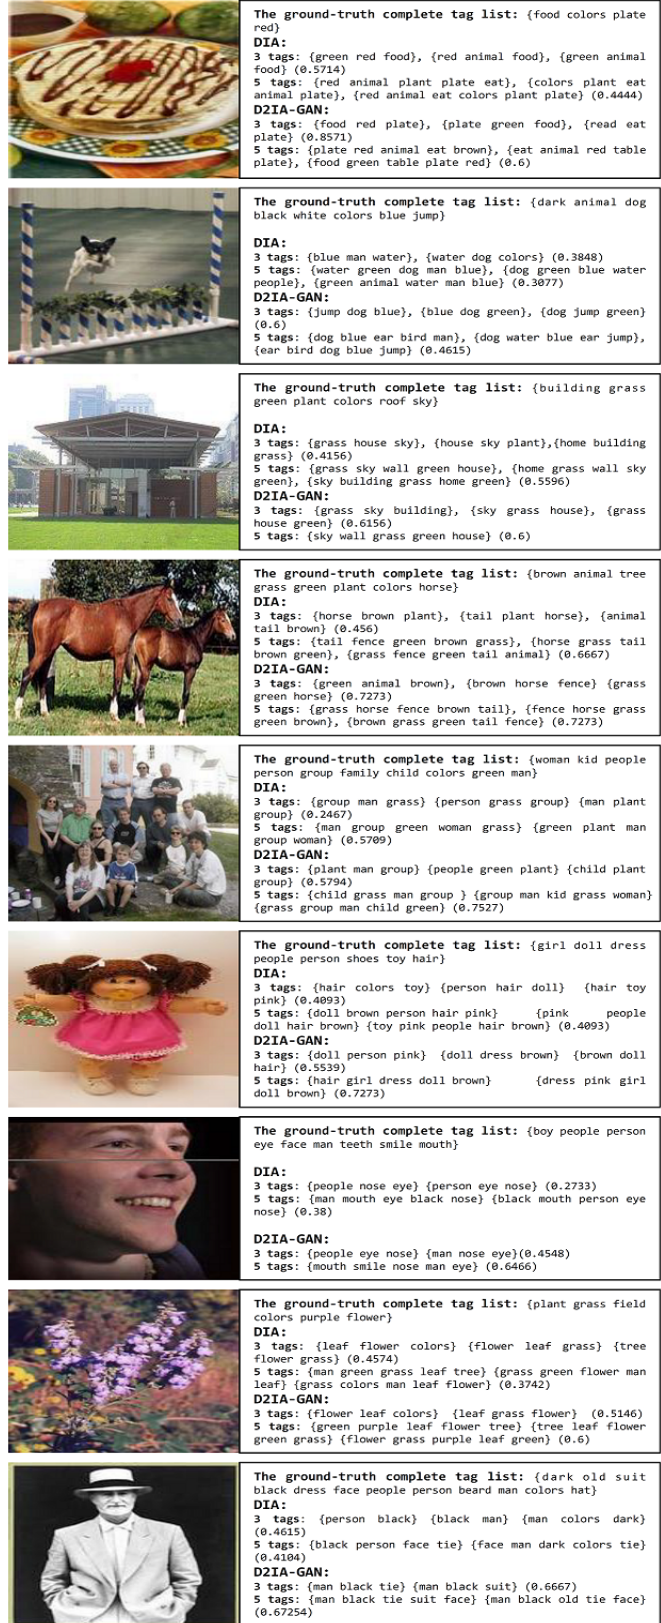 The ground-truth complete tag list: {food colors plate
red}
DIA:
3 tags: {green red food}, {red animal food}, {green animal
food} (0.5714)
5 tags: {red animal plant plate eat}, {colors plant eat
animal plate}, {red animal eat colors plant plate} (0.4444)
D2IA-GAN:
3 tags: {food red plate}, {plate green food}, {read eat
plate} (0.8571)
5 tags: {plate red animal eat brown}, {eat animal red table
plate}, {food green table plate red} (0.6)
The ground-truth complete tag list: {dark animal dog
black white colors blue jump}
DIA:
3 tags: {blue man water}, {water dog colors} (0.3848)
5 tags: {water green dog man blue}, {dog green blue water
people}, {green animal water man blue} (0.3077)
D2IA-GAN:
3 tags: {jump dog blue}, {blue dog green}, {dog jump green}
(0.6)
5 tags: {dog blue ear bird man}, {dog water blue ear jump},
{ear bird dog blue jump} (0.4615)
The ground-truth complete tag list: {building grass
green plant colors roof sky}
DIA:
3 tags: {grass house sky}, {house sky plant},{home building
grass} (0.4156)
5 tags: {grass sky wall green house}, {home grass wall sky
green}, {sky building grass home green} (0.5596)
D2IA-GAN:
3 tags: {grass sky building}, {sky grass house}, {grass
house green} (0.6156)
5 tags: {sky wall grass green house} (0.6)
The ground-truth complete tag list: {brown animal tree
grass green plant colors horse}
DIA:
3 tags: {horse brown plant}, {tail plant horse}, {animal
tail brown} (0.456)
5 tags: {tail fence green brown grass}, {horse grass tail
brown green}, {grass fence green tail animal} (0.6667)
D2IA-GAN:
3 tags: {green animal brown}, {brown horse fence} {grass
green horse} (0.7273)
5 tags: {grass horse fence brown tail}, {fence horse grass
green brown}, {brown grass green tail fence} (0.7273)
The ground-truth complete tag list: {woman kid people
person group family child colors green man}
DIA:
3 tags: {group man grass} {person grass group} {man plant
group} (0.2467)
5 tags: {man group green woman grass} {green plant man
group woman} (0.5709)
D2IA-GAN:
3 tags: {plant man group} {people green plant} {child plant
group} (0.5794)
5 tags: {child grass man group } {group man kid grass woman}
{grass group man child green} (0.7527)
The ground-truth complete tag list: {girl doll dress
people person shoes toy hair}
DIA:
3 tags: {hair colors toy} {person hair doll} {hair toy
pink} (0.4093)
5 tags: {doll brown person hair pink} {pink people
doll hair brown} {toy pink people hair brown} (0.4093)
D2IA-GAN:
3 tags: {doll person pink} {doll dress brown} {brown doll
hair} (0.5539)
5 tags: {hair girl dress doll brown} {dress pink girl
doll brown} (0.7273)
The ground-truth complete tag list: {boy people person
eye face man teeth smile mouth}
DIA:
3 tags: {people nose eye} {person eye nose} (0.2733)
5 tags: {man mouth eye black nose} {black mouth person eye
nose} (0.38)
D2IA-GAN:
3 tags: {people eye nose} {man nose eye}(0.4548)
5 tags: {mouth smile nose man eye} (0.6466)
The ground-truth complete tag list: {plant grass field
colors purple flower}
DIA:
3 tags: {leaf flower colors} {flower leaf grass} {tree
flower grass} (0.4574)
5 tags: {man green grass leaf tree} {grass green flower man
leaf} {grass colors man leaf flower} (0.3742)
D2IA-GAN:
3 tags: {flower leaf colors} {leaf grass flower} (0.5146)
5 tags: {green purple leaf flower tree} {tree leaf flower
green grass} {flower grass purple leaf green} (0.6)
The ground-truth complete tag list: {dark old suit
black dress face people person beard man colors hat}
DIA:
3 tags: {person black} {black man} {man colors dark}
(0.4615)
5 tags: {black person face tie} {face man dark colors tie}
(0.4104)
D2IA-GAN:
3 tags: {man black tie} {man black suit} (0.6667)
5 tags: {man black tie suit face} {man black old tie face}
(0.67254)